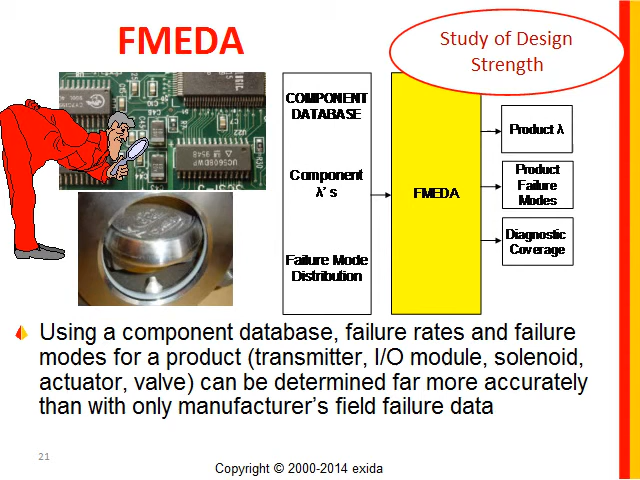 FMEDA
Study of Design
Strength
COMPONENT
DATABASE
Component
λ's
Failure Mode
Distribution
FMEDA
Product λ
Product
Failure
Modes
Diagnostic
Coverage
Using a component database, failure rates and failure
modes for a product (transmitter, I/O module, solenoid,
actuator, valve) can be determined far more accurately
than with only manufacturer's field failure data
21
Copyright © 2000-2014 exida